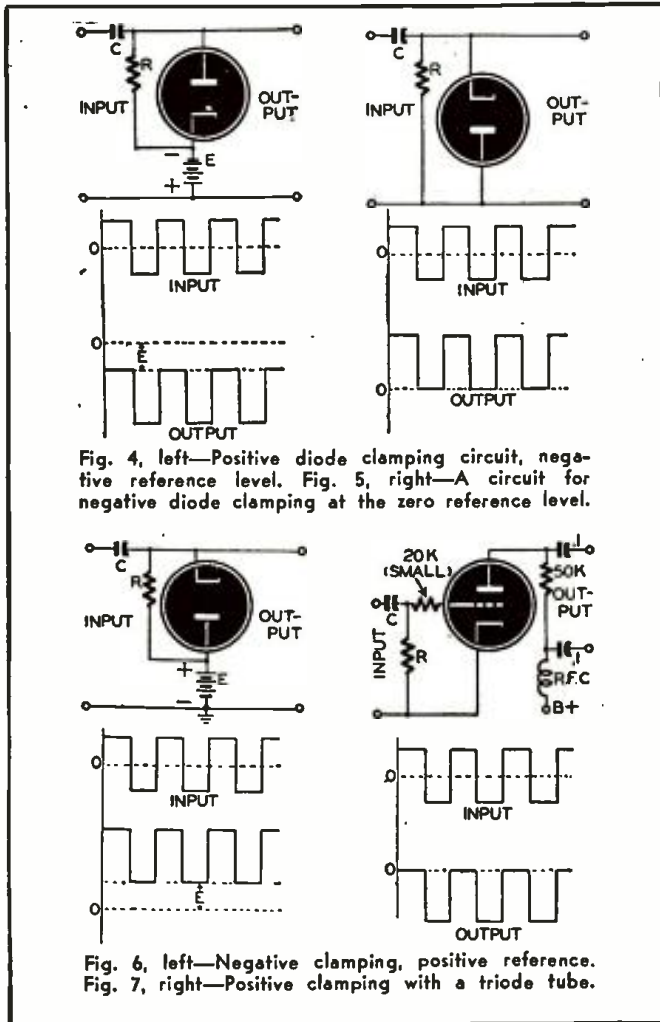 C
R
INPUT
OUT-
PUT
- E
+
C
R
INPUT
OUT-
PUT
0
INPUT
0
E
OUTPUT
0
INPUT
0
OUTPUT
Fig. 4, left—Positive diode clamping circuit, nega-
tive reference level. Fig. 5, right—A circuit for
negative diode clamping at the zero reference level.
C
R
INPUT
OUT-
PUT
+ E
-
20K
(SMALL)
C
INPUT
R
.1
50K
OUT-
PUT
.1
R.F.C
B+
0
INPUT
E
0
0
INPUT
0
OUTPUT
Fig. 6, left—Negative clamping, positive reference.
Fig. 7, right—Positive clamping with a triode tube.